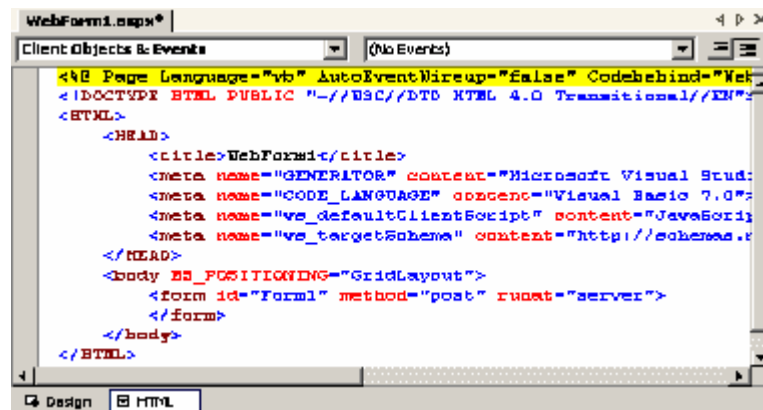 WebForm1.aspx*
Client Objects & Events (No Events)
<%@ Page Language="vb" AutoEventWireup="false" Codebehind="Web
<!DOCTYPE HTML PUBLIC "-//W3C//DTD HTML 4.0 Transitional//EN">
<HTML>
<HEAD>
<title>WebForm1</title>
<meta name="GENERATOR" content="Microsoft Visual Studi
<meta name="CODE_LANGUAGE" content="Visual Basic 7.0">
<meta name="vs_defaultClientScript" content="JavaScrip
<meta name="vs_targetSchema" content="http://schemas.m
</HEAD>
<body MS_POSITIONING="GridLayout">
<form id="Form1" method="post" runat="server">
</form>
</body>
</HTML>
Design HTML